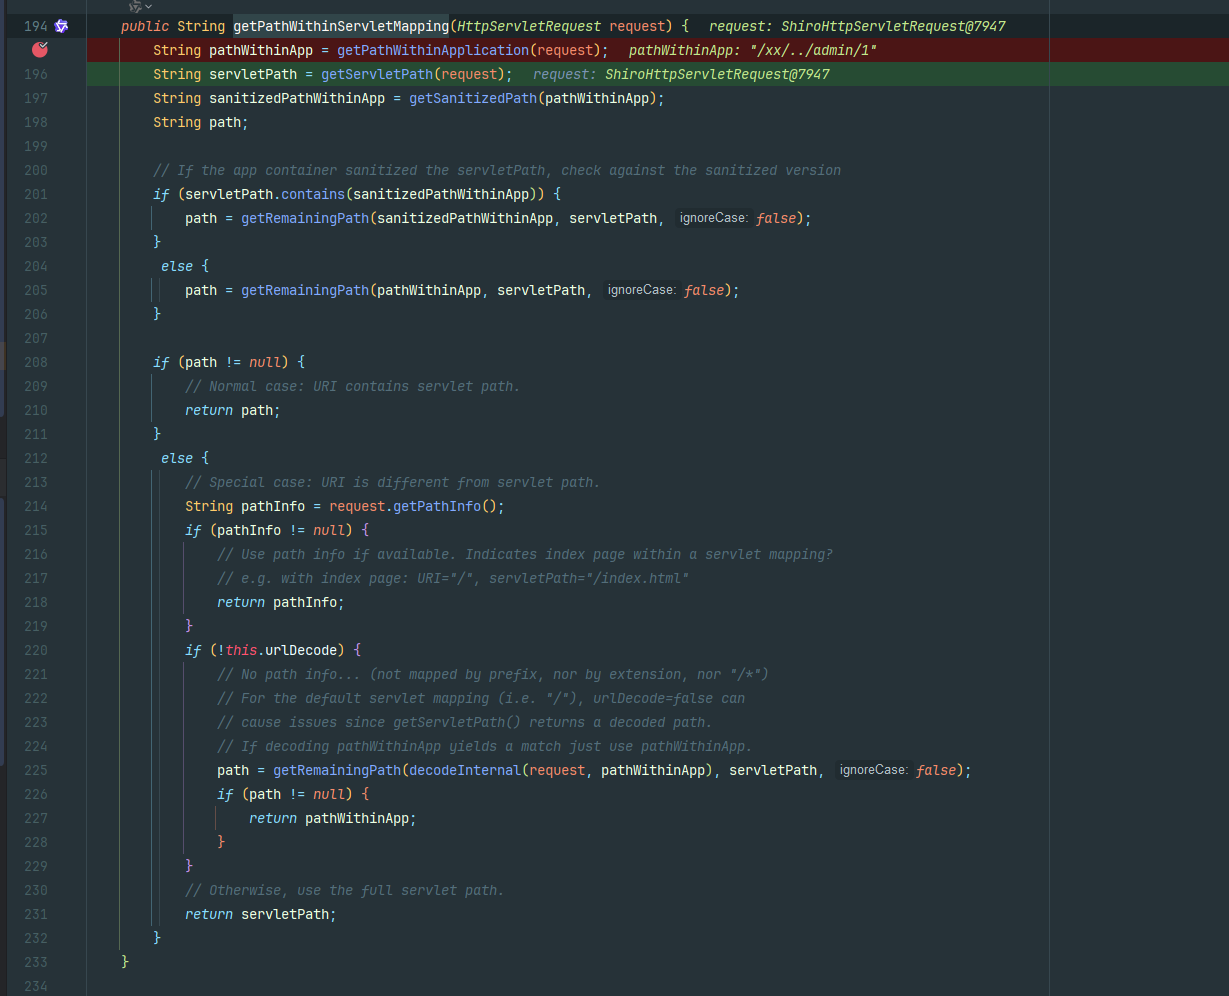 194 public String getPathWithinServletMapping(HttpServletRequest request) { request: ShiroHttpServletRequest@7947
String pathWithinApp = getPathWithinApplication(request); pathWithinApp: "/xx/../admin/1"
196 String servletPath = getServletPath(request); request: ShiroHttpServletRequest@7947
197 String sanitizedPathWithinApp = getSanitizedPath(pathWithinApp);
198 String path;
199
200 // If the app container sanitized the servletPath, check against the sanitized version
201 if (servletPath.contains(sanitizedPathWithinApp)) {
202 path = getRemainingPath(sanitizedPathWithinApp, servletPath, ignoreCase: false);
203 }
204 else {
205 path = getRemainingPath(pathWithinApp, servletPath, ignoreCase: false);
206 }
207
208 if (path != null) {
209 // Normal case: URI contains servlet path.
210 return path;
211 }
212 else {
213 // Special case: URI is different from servlet path.
214 String pathInfo = request.getPathInfo();
215 if (pathInfo != null) {
216 // Use path info if available. Indicates index page within a servlet mapping?
217 // e.g. with index page: URI="/", servletPath="/index.html"
218 return pathInfo;
219 }
220 if (!this.urlDecode) {
221 // No path info... (not mapped by prefix, nor by extension, nor "/*")
222 // For the default servlet mapping (i.e. "/"), urlDecode=false can
223 // cause issues since getServletPath() returns a decoded path.
224 // If decoding pathWithinApp yields a match just use pathWithinApp.
225 path = getRemainingPath(decodeInternal(request, pathWithinApp), servletPath, ignoreCase: false);
226 if (path != null) {
227 return pathWithinApp;
228 }
229 }
230 // Otherwise, use the full servlet path.
231 return servletPath;
232 }
233 }
234